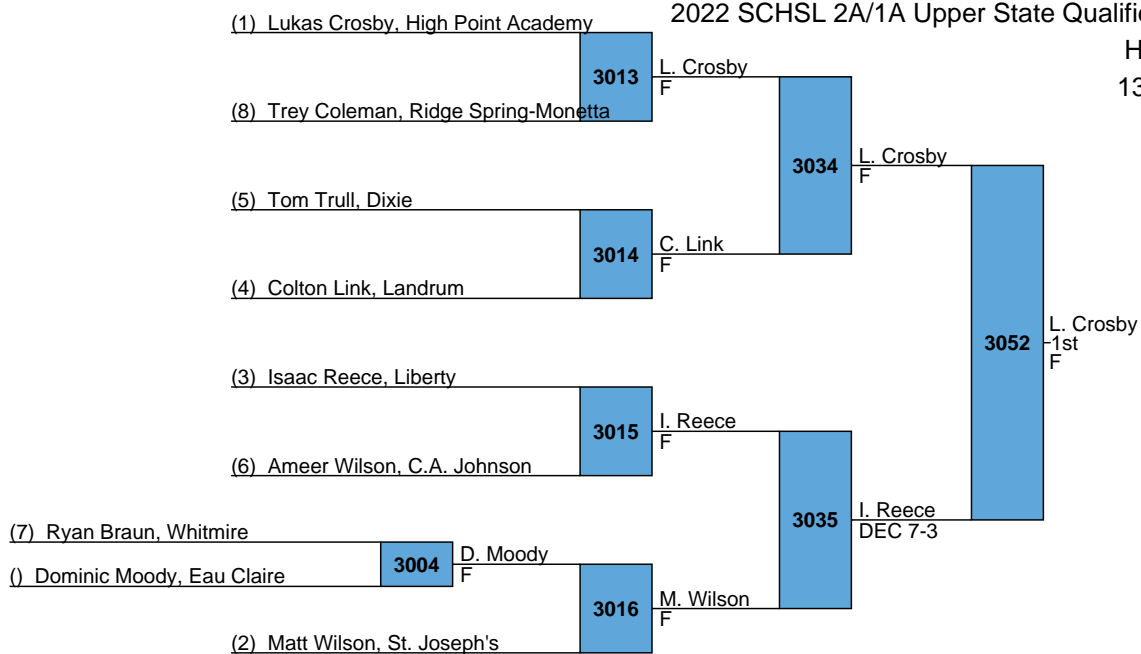 2022 SCHSL 2A/1A Upper State Qualifie
H
13
(1) Lukas Crosby, High Point Academy
3013
L. Crosby
F
(8) Trey Coleman, Ridge Spring-Monetta
3034
L. Crosby
F
(5) Tom Trull, Dixie
3014
C. Link
F
(4) Colton Link, Landrum
3052
L. Crosby
1st
F
(3) Isaac Reece, Liberty
3015
I. Reece
F
(6) Ameer Wilson, C.A. Johnson
3035
I. Reece
DEC 7-3
(7) Ryan Braun, Whitmire
3004
D. Moody
F
() Dominic Moody, Eau Claire
3016
M. Wilson
F
(2) Matt Wilson, St. Joseph's